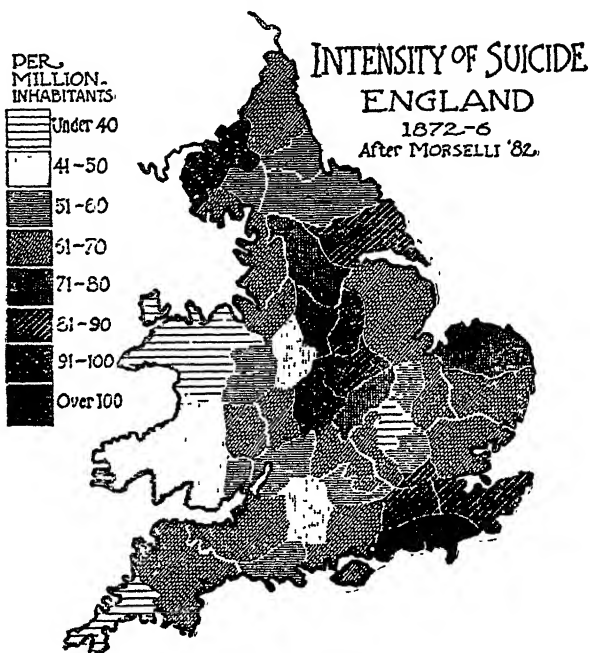 INTENSITY OF SUICIDE
ENGLAND
1872-6
After MORSELLI '82.
PER
MILLION-
INHABITANTS.
Under 40
41-50
51-60
61-70
71-80
81-90
91-100
Over 100